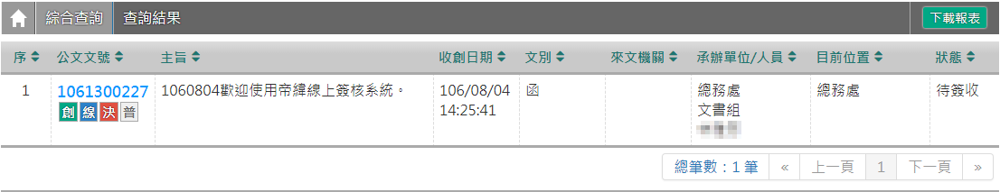 綜合查詢 查詢結果 下載報表
序 公文文號 主旨 收創日期 文別 來文機關 承辦單位/人員 目前位置 狀態
1 1061300227 1060804歡迎使用帝緯線上簽核系統。 106/08/04 函 總務處 總務處 待簽收
創 線 決 普 14:25:41 文書組
總筆數：1 筆 « 上一頁 1 下一頁 »